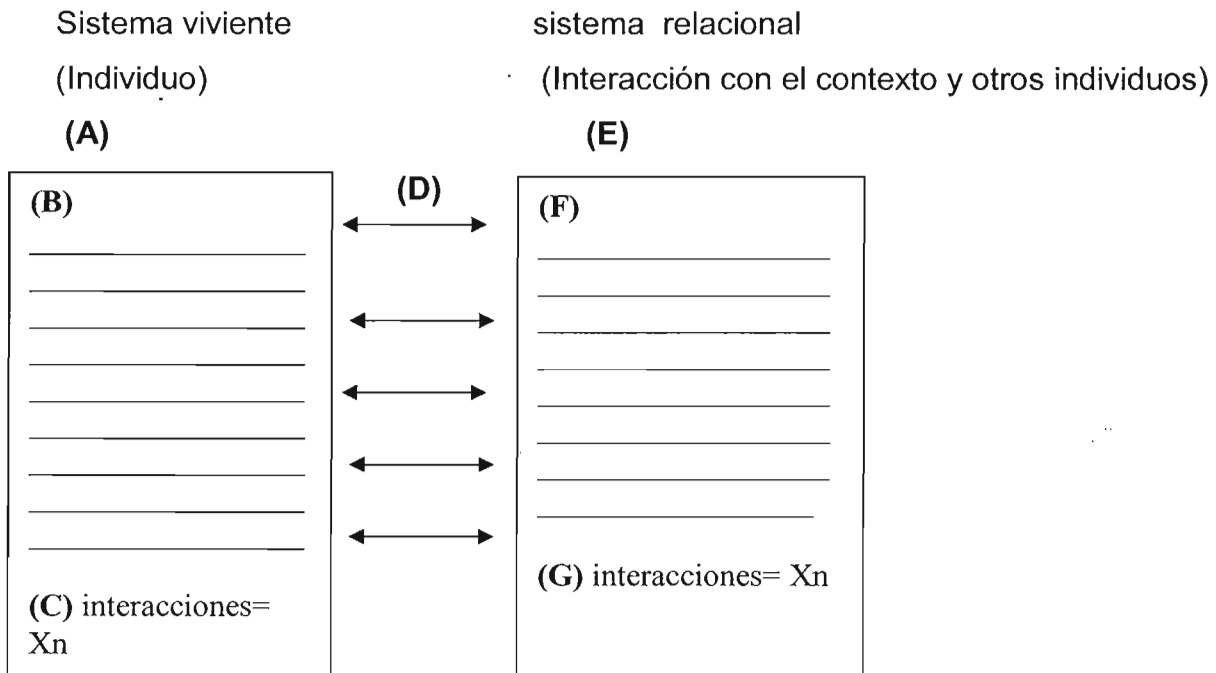 Sistema viviente
sistema relacional
(Individuo)
(Interacción con el contexto y otros individuos)
(A)
(E)
(B)
(D)
(F)
(G) interacciones= Xn
(C) interacciones=
Xn